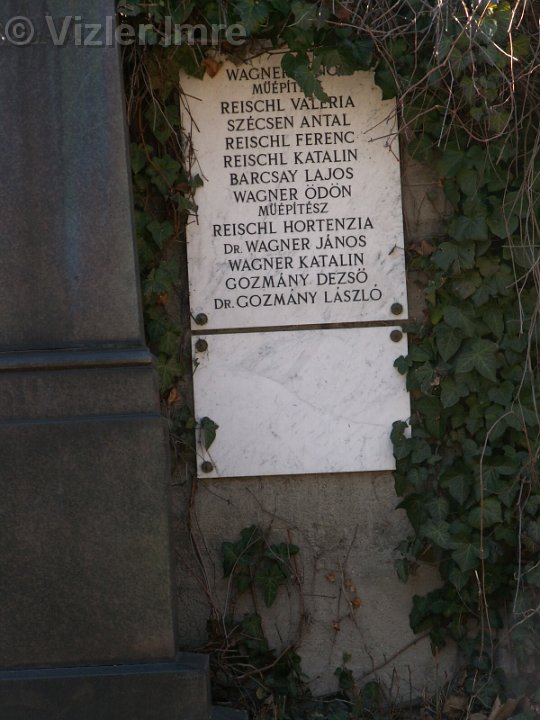 © Vizler Imre
WAGNER
MŰÉPÍTÉSZ
REISCHL VALÉRIA
SZÉCSEN ANTAL
REISCHL FERENC
REISCHL KATALIN
BARCSAY LAJOS
WAGNER ÖDÖN
MŰÉPÍTÉSZ
REISCHL HORTENZIA
DR. WAGNER JÁNOS
WAGNER KATALIN
GOZMÁNY DEZSŐ
DR. GOZMÁNY LÁSZLÓ